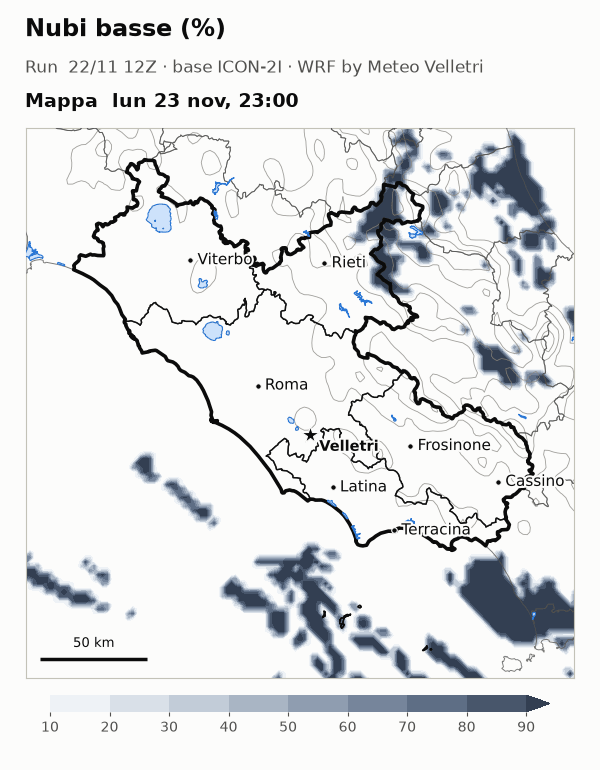 Nubi basse (%)
Run  22/11 12Z · base ICON-2I · WRF by Meteo Velletri
Mappa  lun 23 nov, 23:00
Viterbo
Rieti
Roma
Velletri
Frosinone
Latina
Cassino
Terracina
50 km
10 20 30 40 50 60 70 80 90